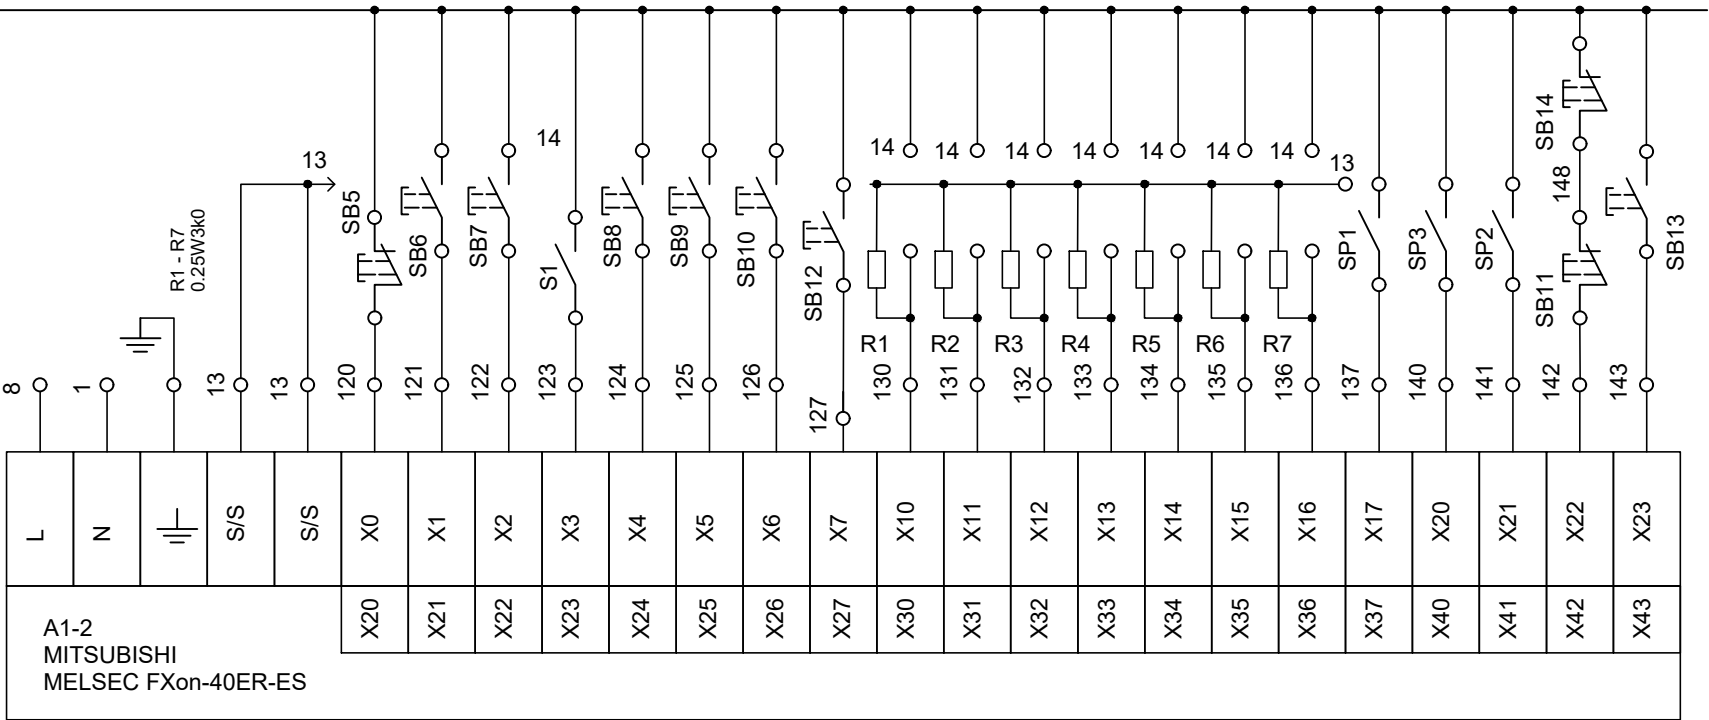 14
14
14
14
14
14
14
14
13
13
SB14
148
SB5
R1 - R7
0.25W3k0
SB6
SB7
S1
SB8
SB9
SB10
SB12
SP1
SP3
SP2
SB11
SB13
R1
R2
R3
R4
R5
R6
R7
8
1
13
13
120
121
122
123
124
125
126
127
130
131
132
133
134
135
136
137
140
141
142
143
L
N
S/S
S/S
X0
X1
X2
X3
X4
X5
X6
X7
X10
X11
X12
X13
X14
X15
X16
X17
X20
X21
X22
X23
X20
X21
X22
X23
X24
X25
X26
X27
X30
X31
X32
X33
X34
X35
X36
X37
X40
X41
X42
X43
A1-2
MITSUBISHI
MELSEC FXon-40ER-ES